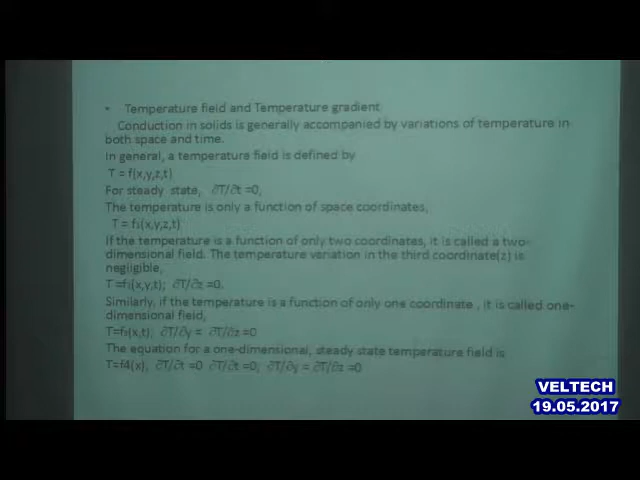 • Temperature field and Temperature gradient
Conduction in solids is generally accompanied by variations of temperature in
both space and time.
In general, a temperature field is defined by
T = f(x,y,z,t)
For steady state, ∂T/∂t =0,
The temperature is only a function of space coordinates,
T = f₁(x,y,z,t)
If the temperature is a function of only two coordinates, it is called a two-
dimensional field. The temperature variation in the third coordinate(z) is
negligible,
T =f₁(x,y,t); ∂T/∂z =0.
Similarly, if the temperature is a function of only one coordinate , it is called one-
dimensional field,
T=f₃(x,t), ∂T/∂y = ∂T/∂z =0
The equation for a one-dimensional, steady state temperature field is
T=f4(x), ∂T/∂t =0 ∂T/∂t =0; ∂T/∂y = ∂T/∂z =0
VELTECH
19.05.2017